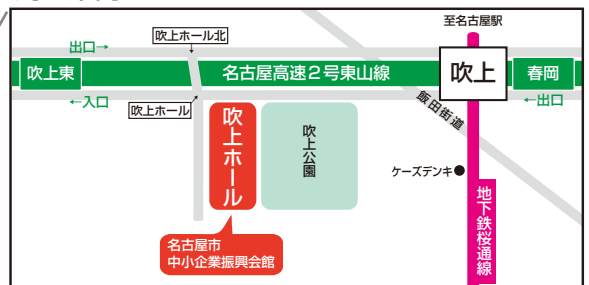 至名古屋駅
吹上ホール北
出口→
吹上東
名古屋高速2号東山線
吹上
春岡
←入口
吹上ホール
←出口
飯田街道
吹上ホール
吹上公園
ケーズデンキ
地下鉄桜通線
名古屋市
中小企業振興会館